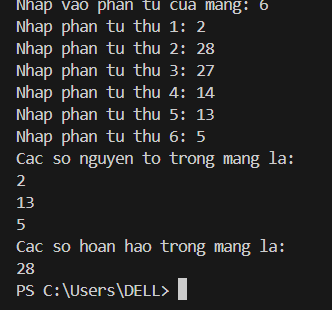 Nhap vao phan tu cua mang: 6
Nhap phan tu thu 1: 2
Nhap phan tu thu 2: 28
Nhap phan tu thu 3: 27
Nhap phan tu thu 4: 14
Nhap phan tu thu 5: 13
Nhap phan tu thu 6: 5
Cac so nguyen to trong mang la:
2
13
5
Cac so hoan hao trong mang la:
28
PS C:\Users\DELL>